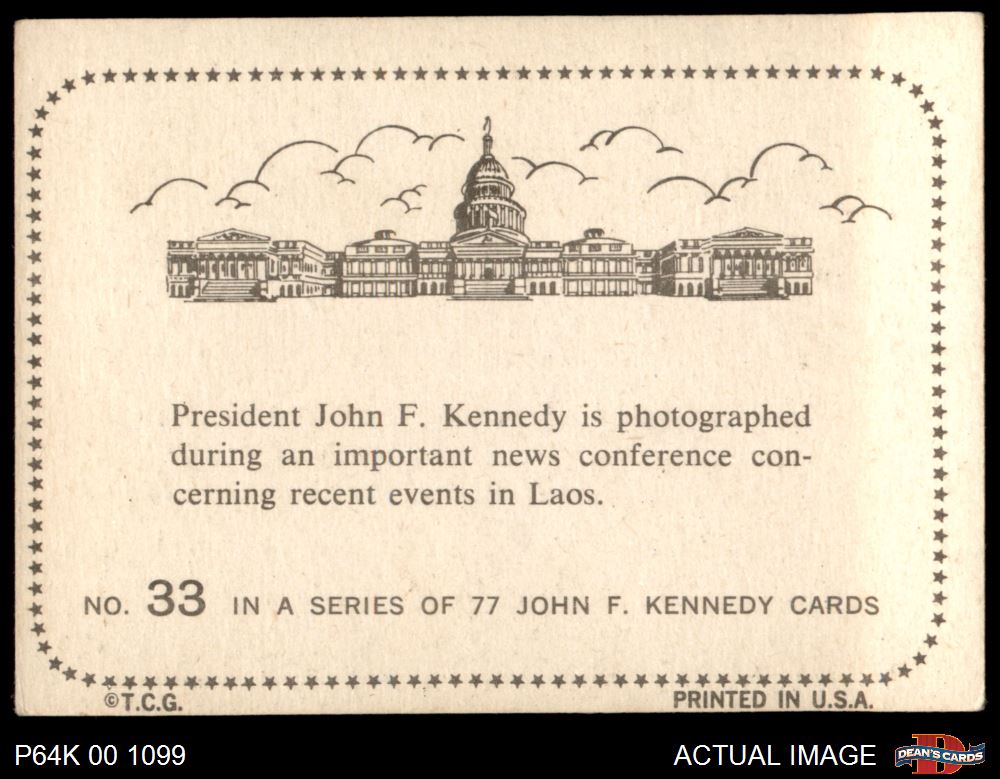 President John F. Kennedy is photographed
during an important news conference con-
cerning recent events in Laos.
NO. 33 IN A SERIES OF 77 JOHN F. KENNEDY CARDS
©T.C.G. PRINTED IN U.S.A.
P64K 00 1099 ACTUAL IMAGE DEAN'S CARDS